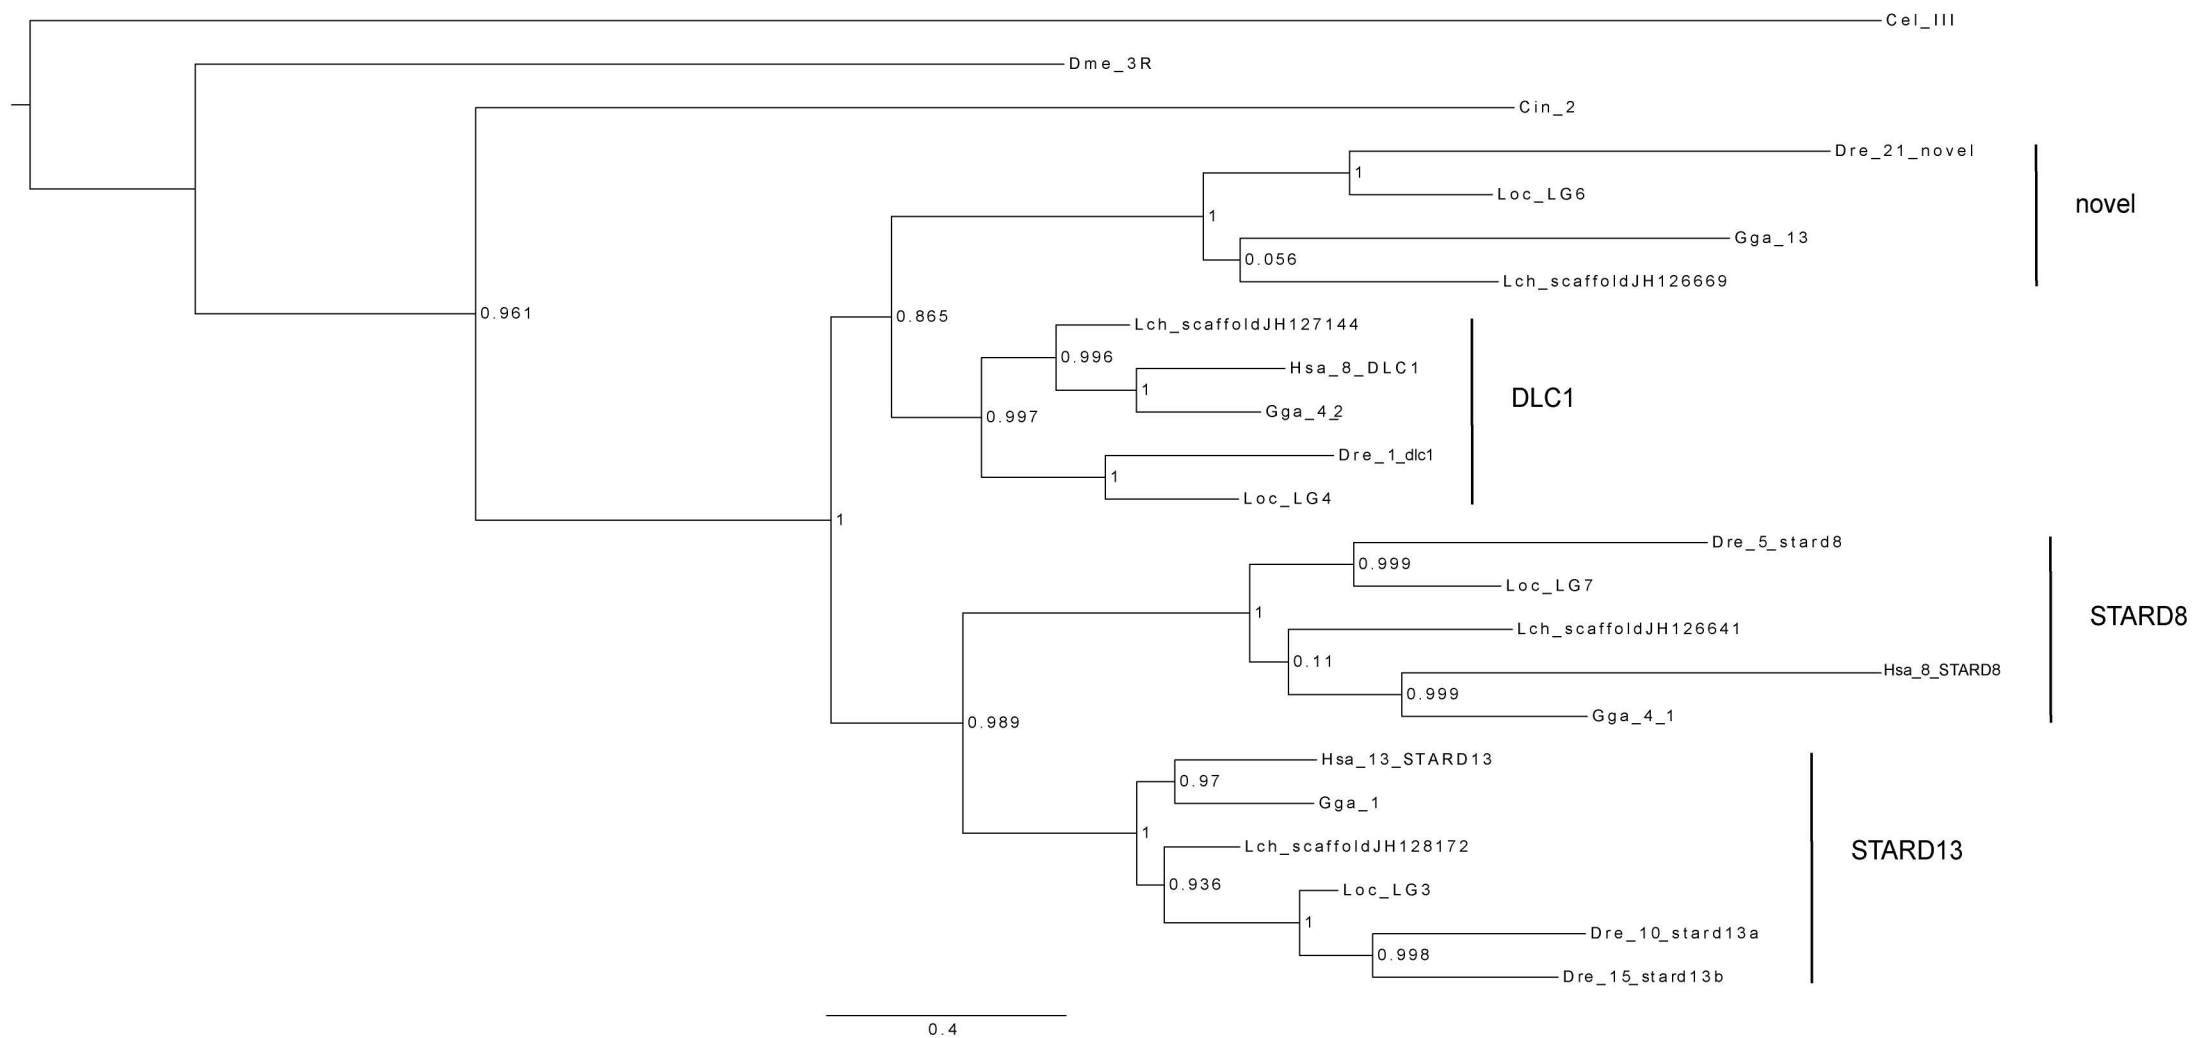 Cel_III
Dme_3R
Cin_2
Dre_21_novel
1
Loc_LG6
novel
1
Gga_13
0.056
Lch_scaffoldJH126669
0.961
0.865
Lch_scaffoldJH127144
0.996
Hsa_8_DLC1
1
DLC1
Gga_4_2
0.997
Dre_1_dlc1
1
Loc_LG4
1
Dre_5_stard8
0.999
Loc_LG7
1
STARD8
Lch_scaffoldJH126641
0.11
Hsa_8_STARD8
0.999
Gga_4_1
0.989
Hsa_13_STARD13
0.97
Gga_1
1
Lch_scaffoldJH128172
STARD13
0.936
Loc_LG3
1
Dre_10_stard13a
0.998
Dre_15_stard13b
0.4